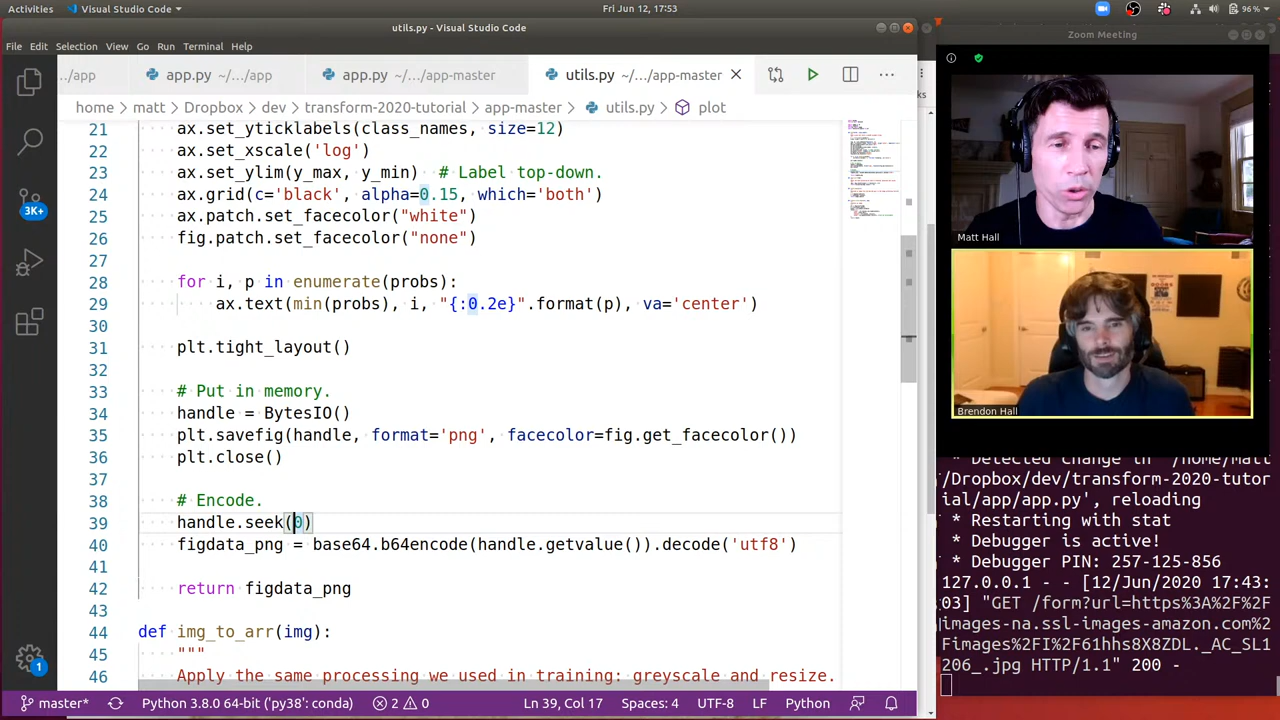 Activities
Visual Studio Code
Fri Jun 12, 17:53
96%
utils.py - Visual Studio Code
File Edit Selection View Go Run Terminal Help
.../app
app.py ~/.../app
app.py ~/.../app-master
utils.py ~/.../app-master
home > matt > Dropbox > dev > transform-2020-tutorial > app-master > utils.py > plot
21 ax.set_yticklabels(class_names, size=12)
22 ax.set_xscale('log')
23 ax.set_ylim(y_max, y_min) # Label top-down.
24 ax.grid(c='black', alpha=0.15, which='both')
25 ax.patch.set_facecolor("white")
26 fig.patch.set_facecolor("none")
27
28 for i, p in enumerate(probs):
29 ax.text(min(probs), i, "{:0.2e}".format(p), va='center')
30
31 plt.tight_layout()
32
33 # Put in memory.
34 handle = BytesIO()
35 plt.savefig(handle, format='png', facecolor=fig.get_facecolor())
36 plt.close()
37
38 # Encode.
39 handle.seek(0)
40 figdata_png = base64.b64encode(handle.getvalue()).decode('utf8')
41
42 return figdata_png
43
44 def img_to_arr(img):
45 """
46 Apply the same processing we used in training: greyscale and resize.
3K+
1
master*
Python 3.8.0 64-bit ('py38': conda)
2
0
Ln 39, Col 17
Spaces: 4
UTF-8
LF
Python
Zoom Meeting
Matt Hall
Brendon Hall
* Detected change in '/home/matt
/Dropbox/dev/transform-2020-tutor
ial/app/app.py', reloading
* Restarting with stat
* Debugger is active!
* Debugger PIN: 257-125-856
127.0.0.1 - - [12/Jun/2020 17:43:
03] "GET /form?url=https%3A%2F%2F
images-na.ssl-images-amazon.com%2
Fimages%2FI%2F61hhs8X8ZDL._AC_SL1
206_.jpg HTTP/1.1" 200 -